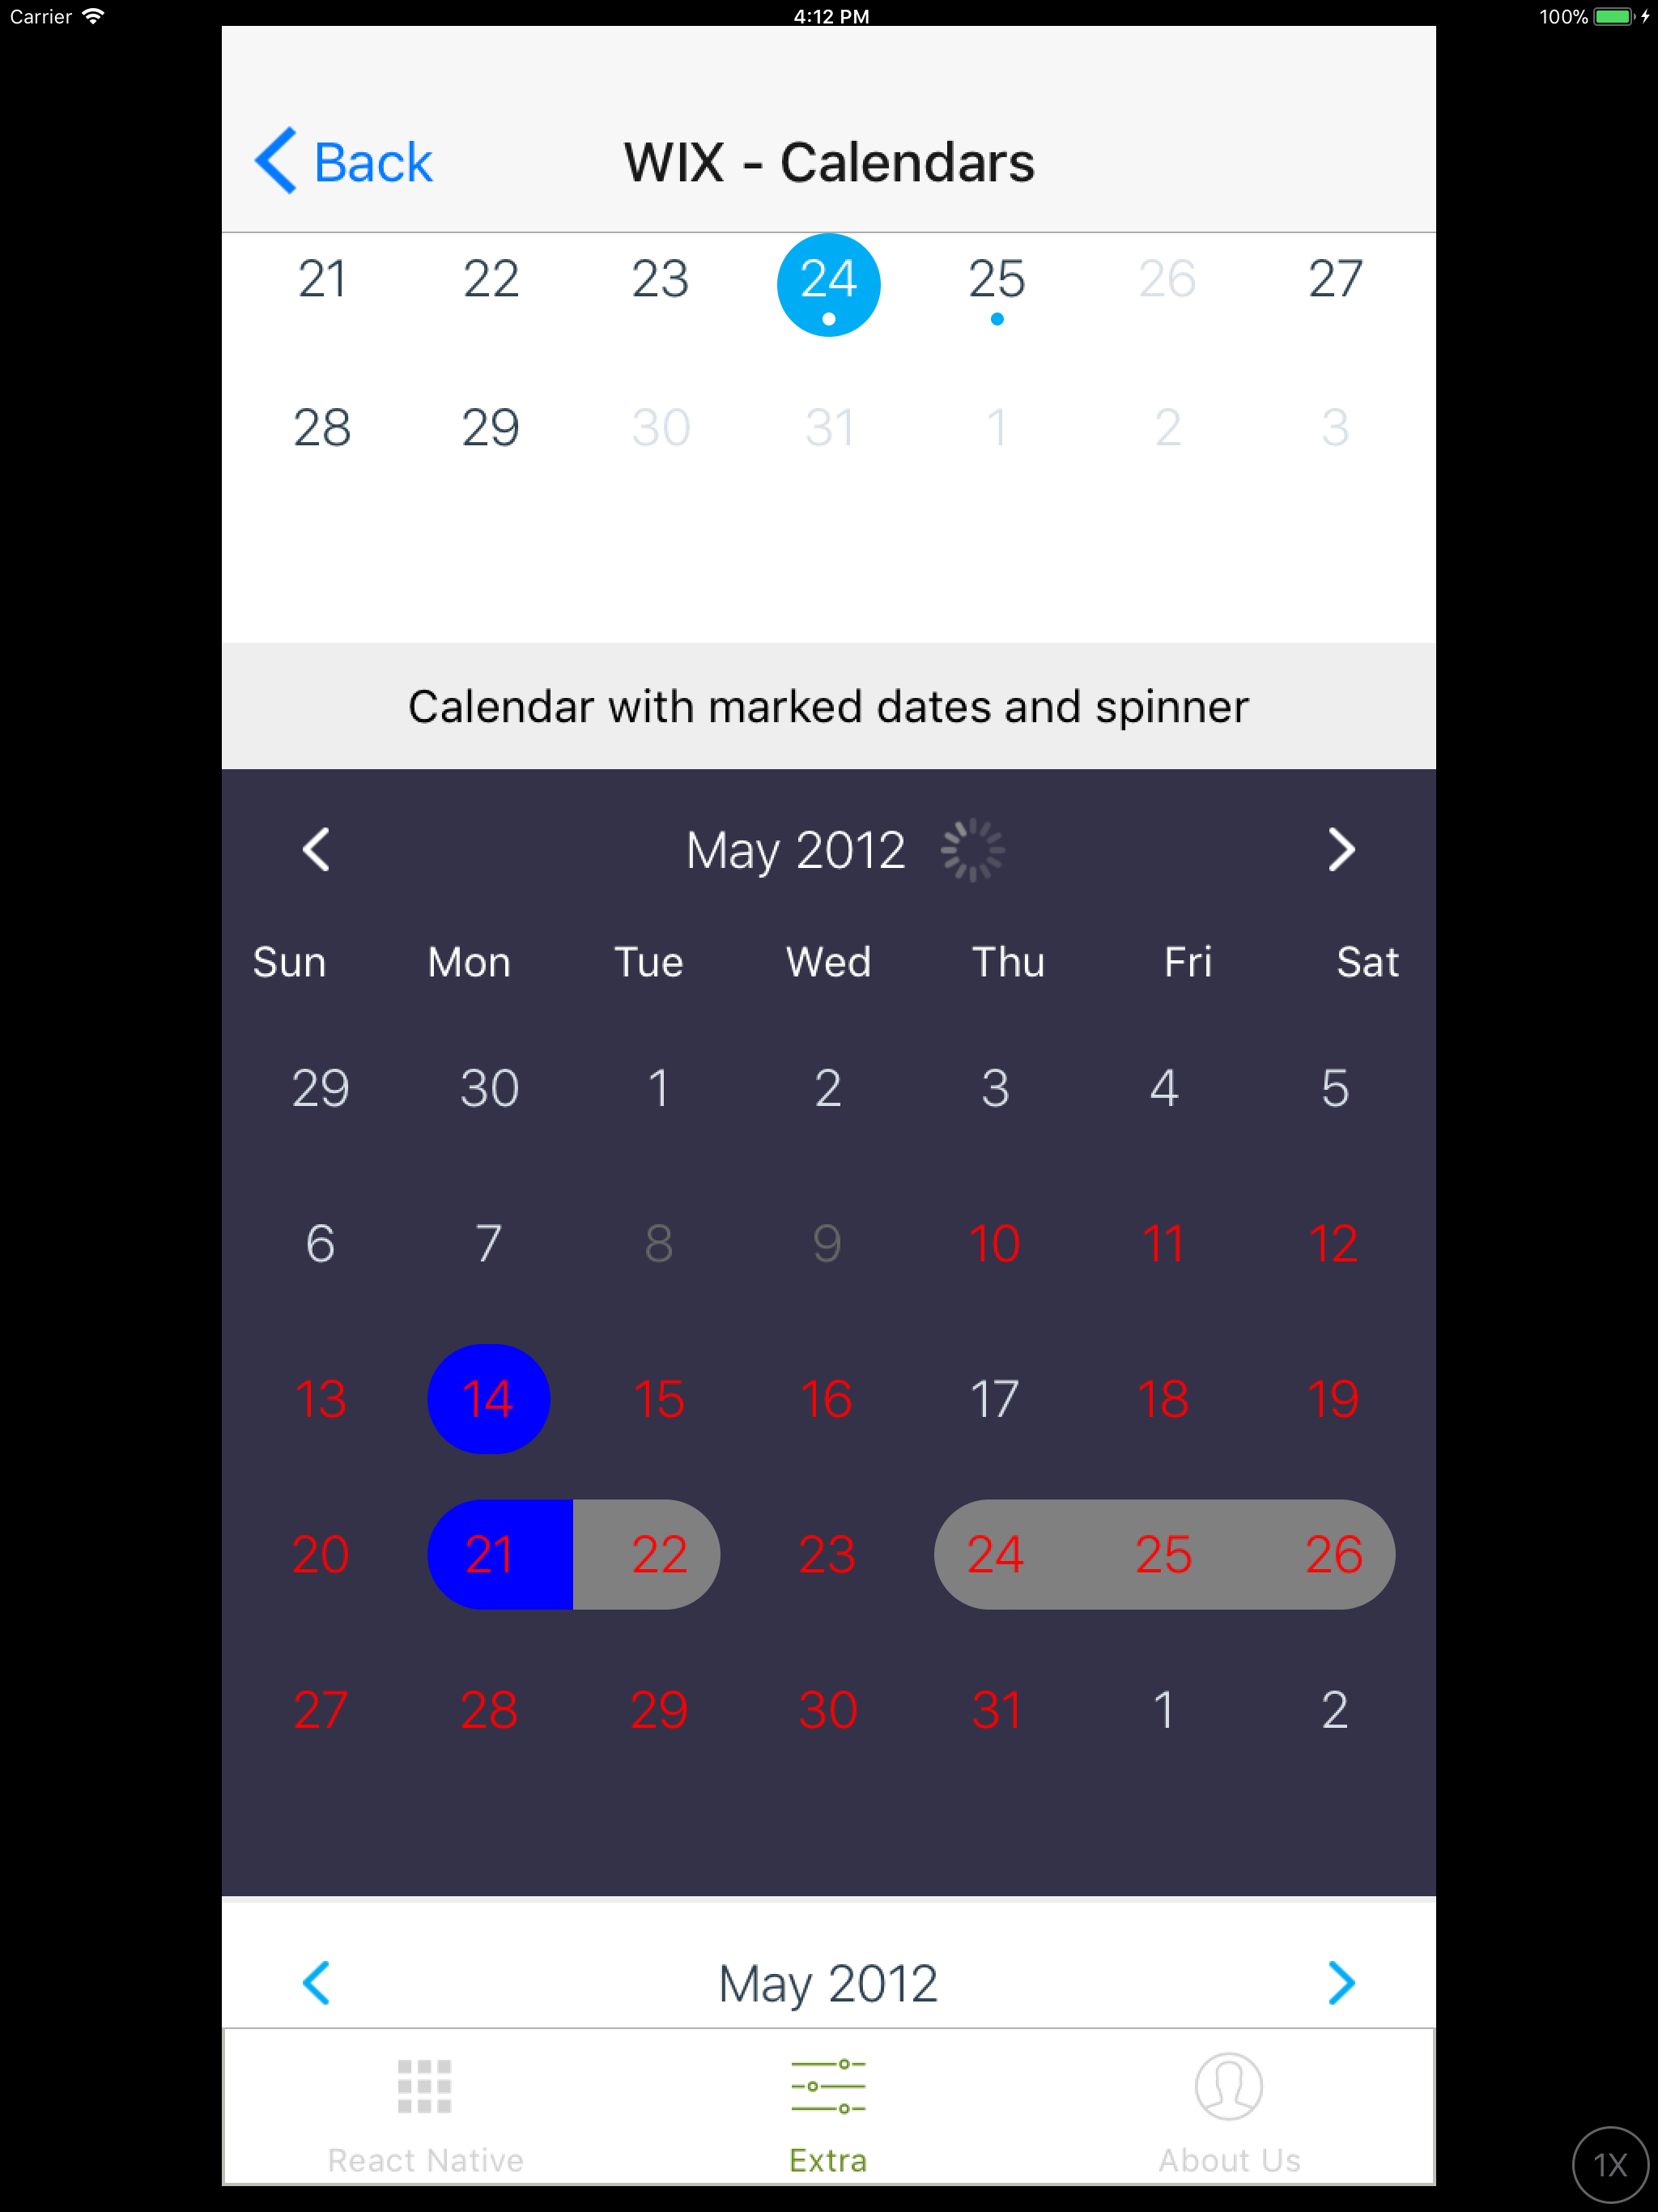 Carrier 4:12 PM 100%
Back WIX - Calendars
21 22 23 24 25 26 27
28 29 30 31 1 2 3
Calendar with marked dates and spinner
May 2012
Sun Mon Tue Wed Thu Fri Sat
29 30 1 2 3 4 5
6 7 8 9 10 11 12
13 14 15 16 17 18 19
20 21 22 23 24 25 26
27 28 29 30 31 1 2
May 2012
React Native Extra About Us
1X